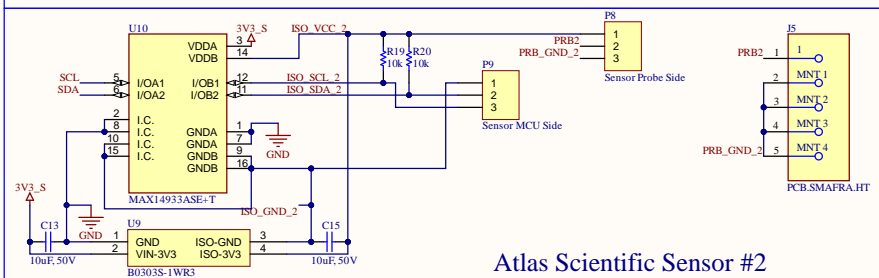 U10
3V3_S
ISO_VCC_2
P8
J5
VDDA 3
VDDB 14
R19
10k
R20
10k
PRB2
PRB_GND_2
1
2
3
Sensor Probe Side
PRB2 1 1
2 MNT 1
3 MNT 2
4 MNT 3
PRB_GND_2 5 MNT 4
PCB.SMAFRA.HT
SCL 5 I/OA1
SDA 6 I/OA2
I/OB1 12 ISO_SCL_2
I/OB2 11 ISO_SDA_2
P9
1
2
3
Sensor MCU Side
2 I.C.
8 I.C.
10 I.C.
15 I.C.
GNDA 1
GNDA 7
GNDB 9
GNDB 16
GND
MAX14933ASE+T
3V3_S
GND
ISO_GND_2
C13
10uF, 50V
U9
1 GND
2 VIN-3V3
ISO-GND 3
ISO-3V3 4
B0303S-1WR3
C15
10uF, 50V
Atlas Scientific Sensor #2